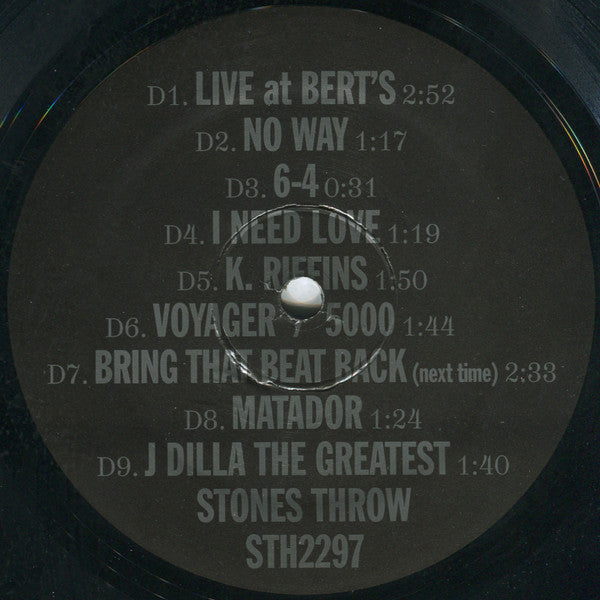 D1. LIVE at BERT'S 2:52
D2. NO WAY 1:17
D3. 6-4 0:31
D4. I NEED LOVE 1:19
D5. K. RIFFINS 1:50
D6. VOYAGER 7 5000 1:44
D7. BRING THAT BEAT BACK (next time) 2:33
D8. MATADOR 1:24
D9. J DILLA THE GREATEST 1:40
STONES THROW
STH2297